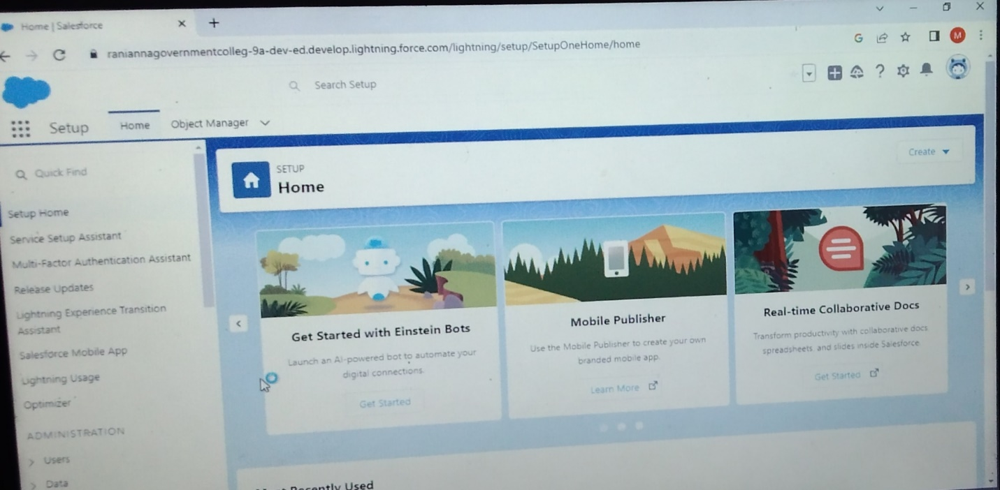 Home | Salesforce
raniannagovernmentcolleg-9a-dev-ed.develop.lightning.force.com/lightning/setup/SetupOneHome/home
G
M
Search Setup
Setup
Home
Object Manager
Quick Find
Setup Home
Service Setup Assistant
Multi-Factor Authentication Assistant
Release Updates
Lightning Experience Transition
Assistant
Salesforce Mobile App
Lightning Usage
Optimizer
ADMINISTRATION
Users
Data
SETUP
Home
Create
Get Started with Einstein Bots
Launch an AI-powered bot to automate your
digital connections.
Get Started
Mobile Publisher
Use the Mobile Publisher to create your own
branded mobile app.
Learn More
Real-time Collaborative Docs
Transform productivity with collaborative docs,
spreadsheets, and slides inside Salesforce.
Get Started
Recently Used